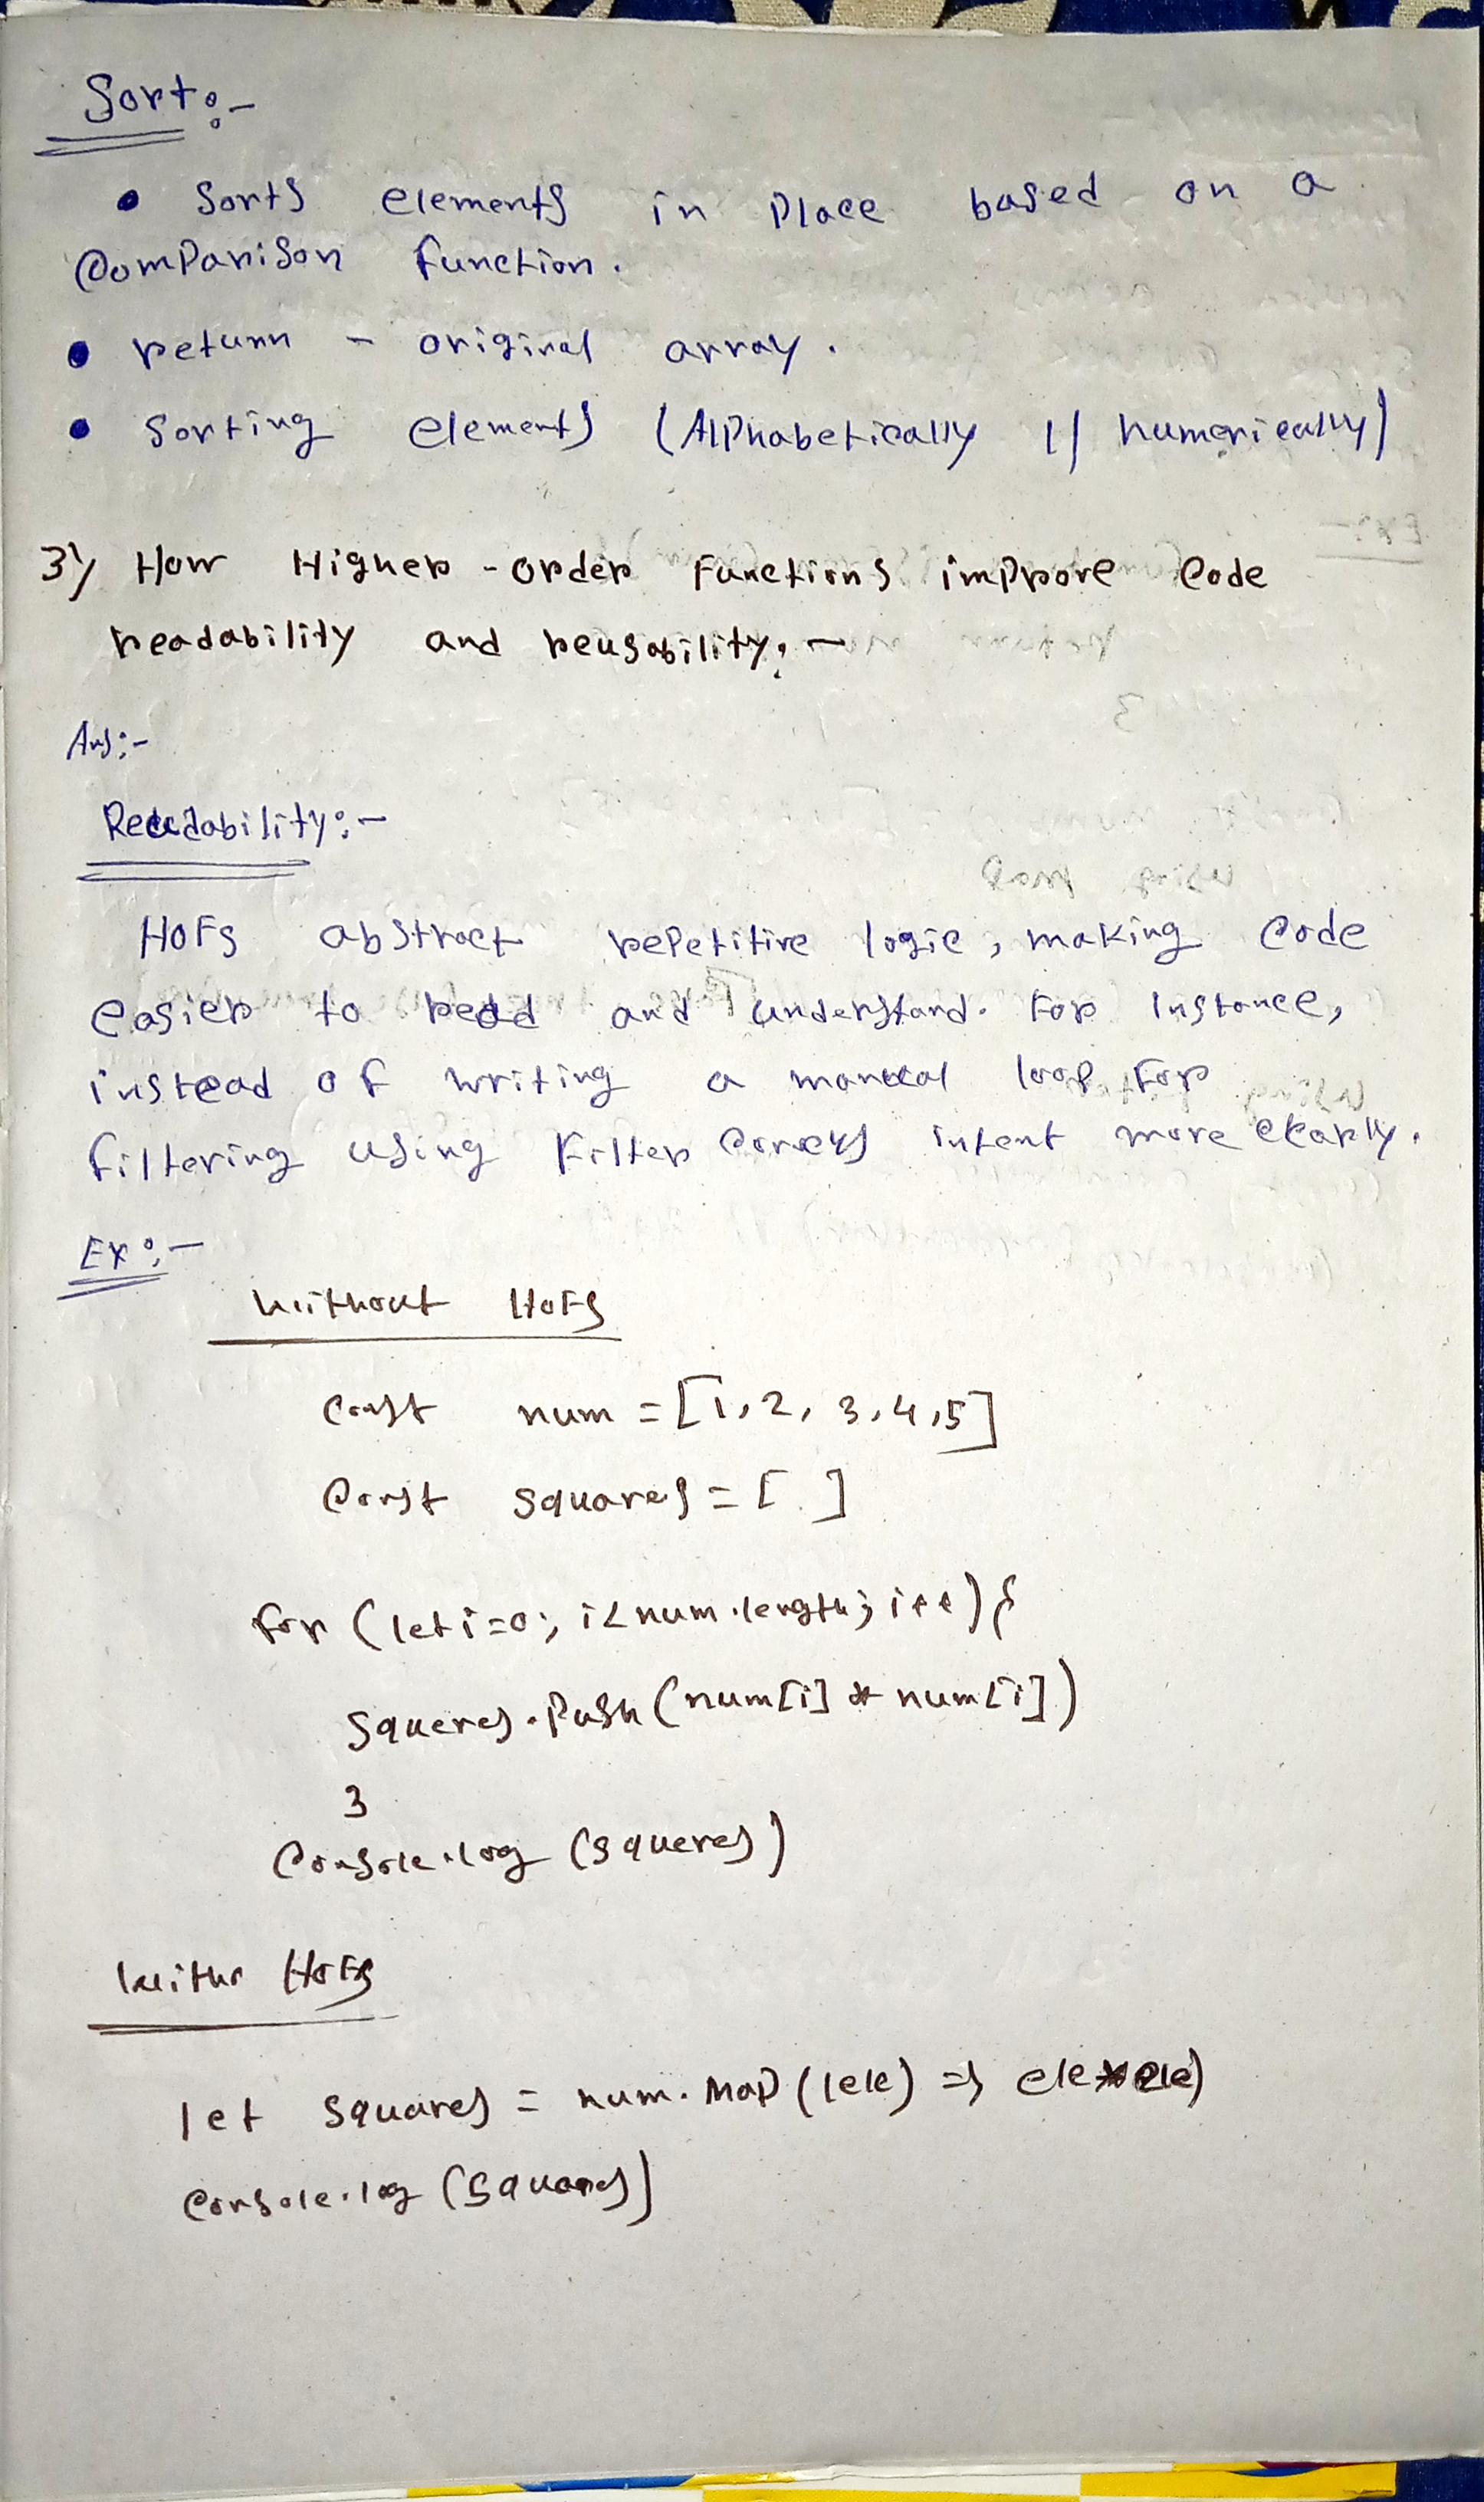 Sort:-
• Sorts elements in place based on a
Comparison function.
• return - original array.
• Sorting elements (Alphabetically || numerically)
3) How Higher-order Functions improve Code
readability and reusability:-
Ans:-
Readability:-
HOFs abstract repetitive logic, making Code
easier to read and understand. For Instance,
instead of writing a manual loop For
filtering using Filter Conveys intent more clearly.
Ex:-
Without HOFs
Const num = [1,2,3,4,5]
Const squares = [ ]
for (let i=0; i<num.length; i++) {
squeres.push(num[i] * num[i])
}
Console.log (squeres)
With HOFs
let squares = num.map((ele) => ele*ele)
console.log (squares)